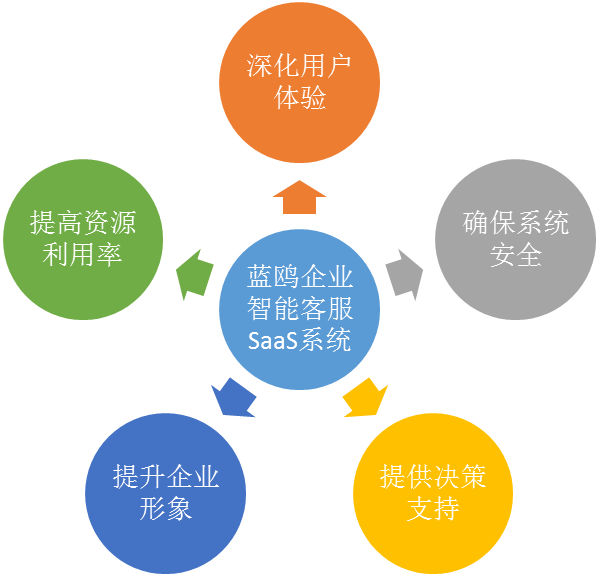 深化用户
体验
提高资源
利用率
确保系统
安全
蓝鸥企业
智能客服
SaaS系统
提升企业
形象
提供决策
支持